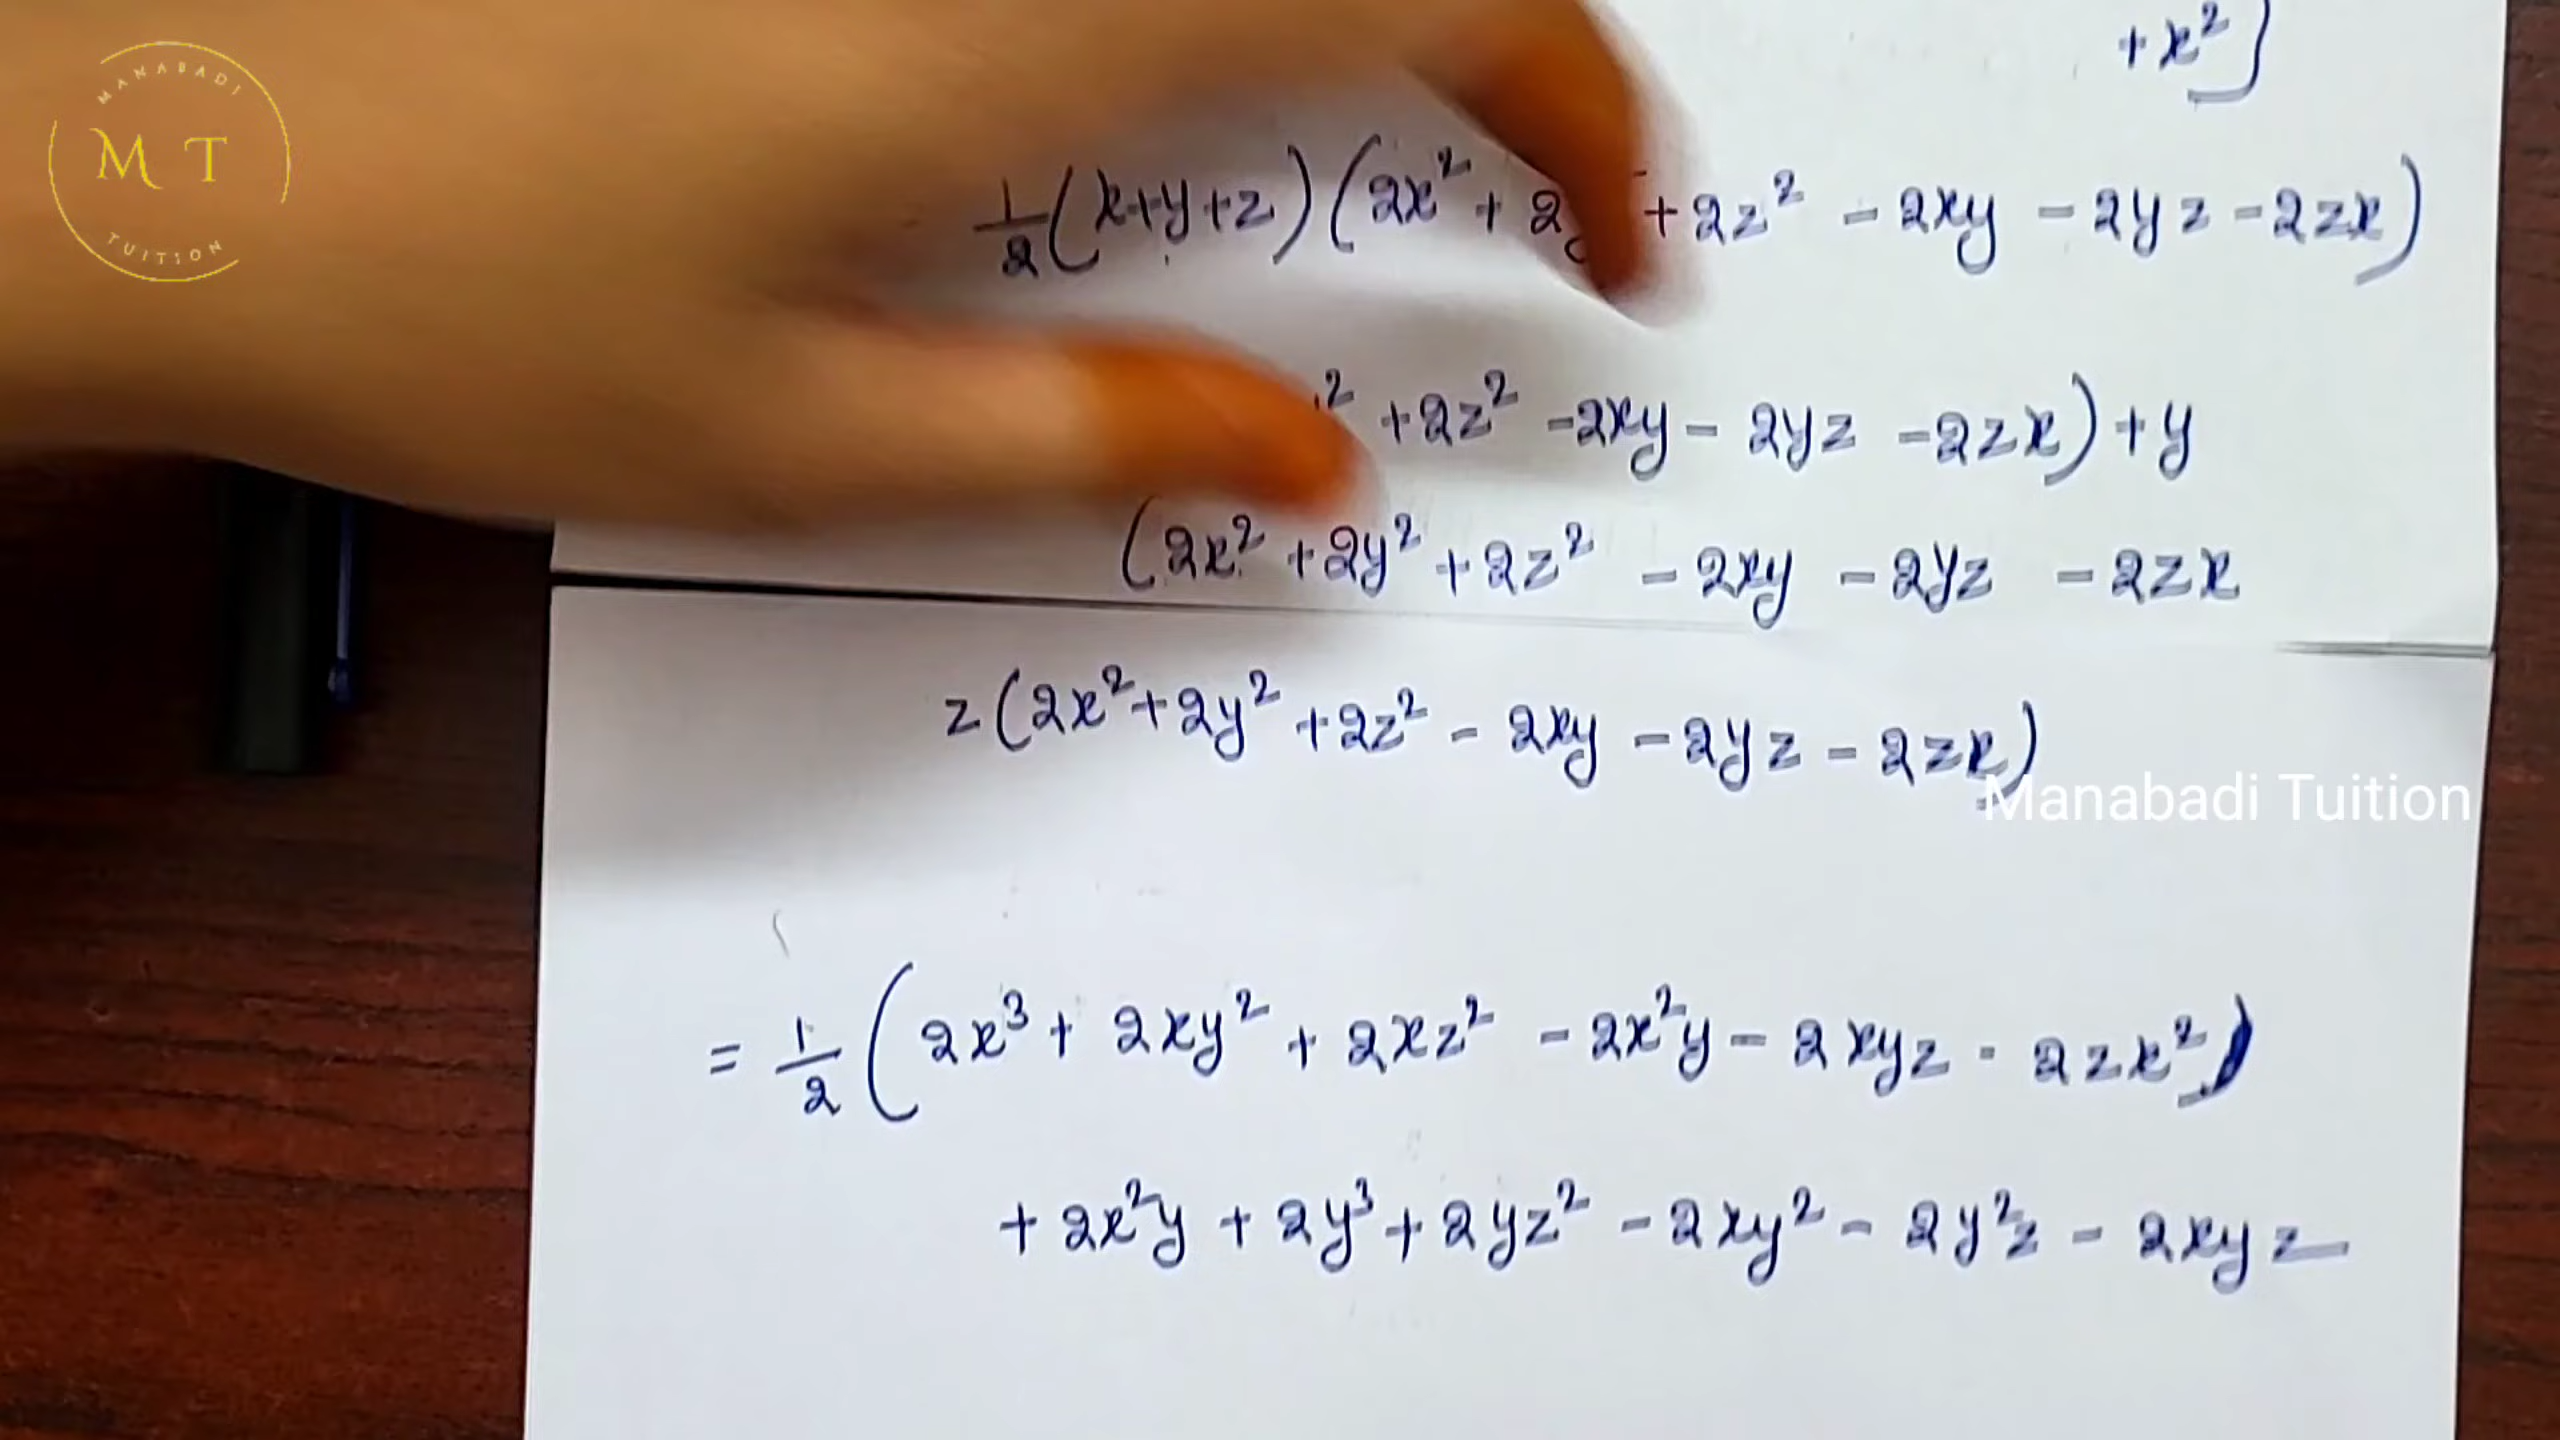 MANABADI
M T
TUITION
+x²]
1/2 (x+y+z) (2x² + 2y + 2z² - 2xy - 2yz - 2zx)
² +2z² -2xy - 2yz -2zx) + y
(2x² +2y² +2z² - 2xy - 2yz - 2zx
z(2x²+2y² +2z² - 2xy - 2yz - 2zx)
Manabadi Tuition
= 1/2 (2x³ + 2xy² + 2xz² - 2x²y - 2xyz - 2zx²)
+ 2x²y + 2y³ + 2yz² - 2xy² - 2y²z - 2xyz